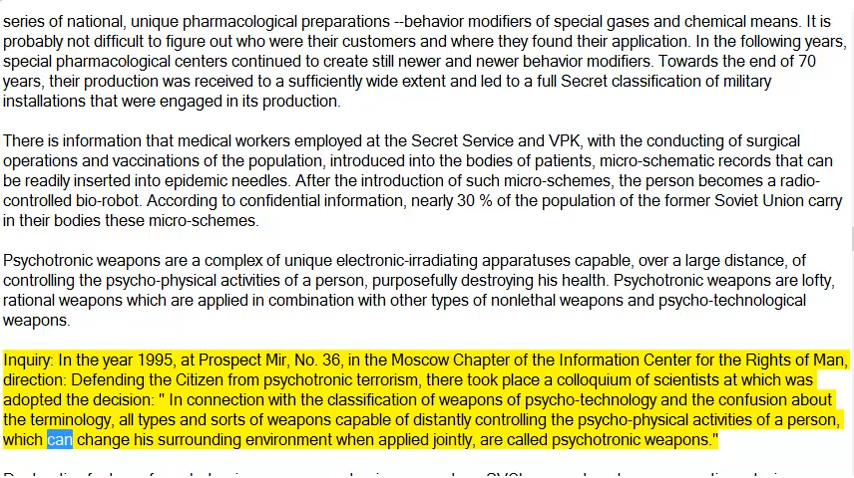 series of national, unique pharmacological preparations --behavior modifiers of special gases and chemical means. It is
probably not difficult to figure out who were their customers and where they found their application. In the following years,
special pharmacological centers continued to create still newer and newer behavior modifiers. Towards the end of 70
years, their production was received to a sufficiently wide extent and led to a full Secret classification of military
installations that were engaged in its production.
There is information that medical workers employed at the Secret Service and VPK, with the conducting of surgical
operations and vaccinations of the population, introduced into the bodies of patients, micro-schematic records that can
be readily inserted into epidemic needles. After the introduction of such micro-schemes, the person becomes a radio-
controlled bio-robot. According to confidential information, nearly 30 % of the population of the former Soviet Union carry
in their bodies these micro-schemes.
Psychotronic weapons are a complex of unique electronic-irradiating apparatuses capable, over a large distance, of
controlling the psycho-physical activities of a person, purposefully destroying his health. Psychotronic weapons are lofty,
rational weapons which are applied in combination with other types of nonlethal weapons and psycho-technological
weapons.
Inquiry: In the year 1995, at Prospect Mir, No. 36, in the Moscow Chapter of the Information Center for the Rights of Man,
direction: Defending the Citizen from psychotronic terrorism, there took place a colloquium of scientists at which was
adopted the decision: " In connection with the classification of weapons of psycho-technology and the confusion about
the terminology, all types and sorts of weapons capable of distantly controlling the psycho-physical activities of a person,
which can change his surrounding environment when applied jointly, are called psychotronic weapons."